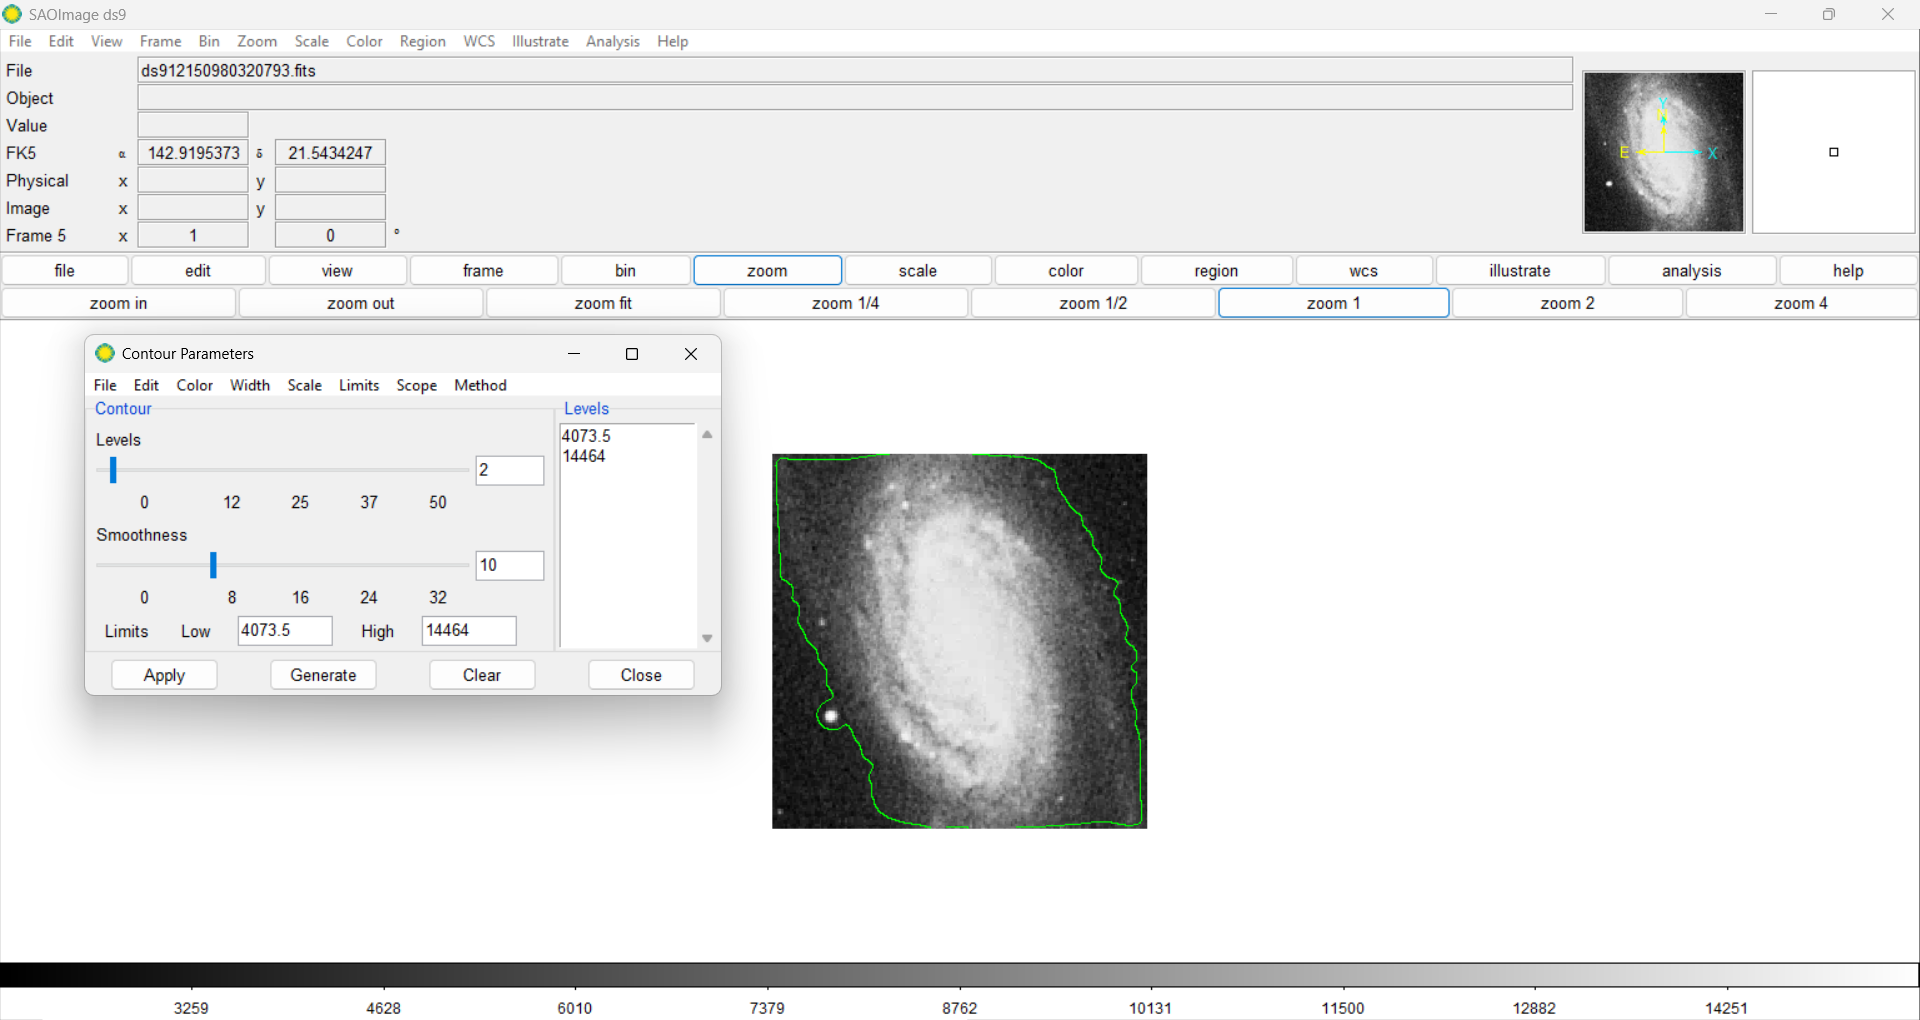 SAOImage ds9
File Edit View Frame Bin Zoom Scale Color Region WCS Illustrate Analysis Help
File ds912150980320793.fits
Object
Value
FK5 α 142.9195373 δ 21.5434247
Physical x y
Image x y
Frame 5 x 1 0 °
Y
N
E X
file edit view frame bin zoom scale color region wcs illustrate analysis help
zoom in zoom out zoom fit zoom 1/4 zoom 1/2 zoom 1 zoom 2 zoom 4
Contour Parameters
File Edit Color Width Scale Limits Scope Method
Contour
Levels
2
0 12 25 37 50
Smoothness
10
0 8 16 24 32
Limits Low 4073.5 High 14464
Levels
4073.5
14464
Apply Generate Clear Close
3259 4628 6010 7379 8762 10131 11500 12882 14251